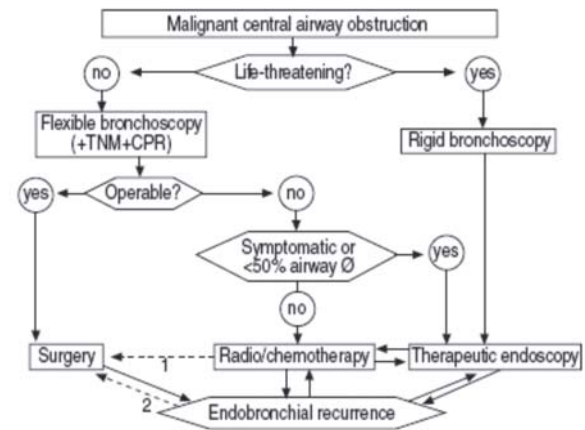 Malignant central airway obstruction
no
Life-threatening?
yes
Flexible bronchoscopy
(+TNM+CPR)
Rigid bronchoscopy
yes
Operable?
no
Symptomatic or
<50% airway Ø
yes
no
Surgery
1
Radio/chemotherapy
Therapeutic endoscopy
2
Endobronchial recurrence